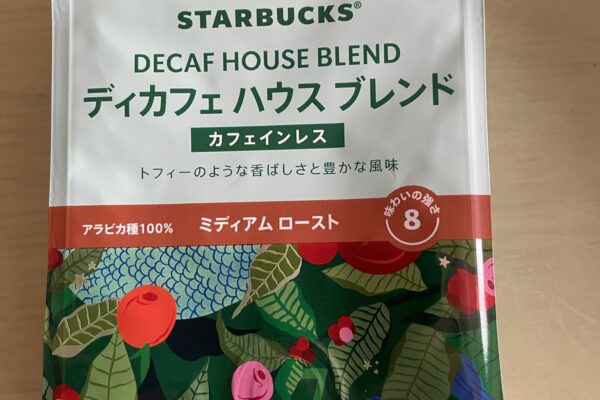 STARBUCKS®
DECAF HOUSE BLEND
ディカフェ ハウス ブレンド
カフェインレス
トフィーのような香ばしさと豊かな風味
アラビカ種100% ミディアム ロースト
味わいの強さ
8